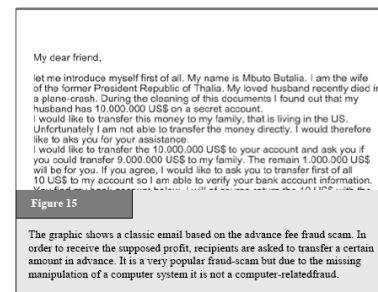 My dear friend,
let me introduce myself first of all. My name is Mbuto Butalia. I am the wife
of the former President Republic of Thalia. My loved husband recently died in
a plane-crash. During the cleaning of this documents I found out that my
husband has 10.000.000 US$ on a secret account.
I would like to transfer this money to my family, that is living in the US.
Unfortunately I am not able to transfer the money directly. I would therefore
like to aks you for your assistance.
I would like to transfer the 10.000.000 US$ to your account and ask you if
you could transfer 9.000.000 US$ to my family. The remain 1.000.000 US$
will be for you. If you agree, I would like to ask you to transfer first of all
10 US$ to my account so I am able to verify your bank account information.
Figure 15
The graphic shows a classic email based on the advance fee fraud scam. In
order to receive the supposed profit, recipients are asked to transfer a certain
amount in advance. It is a very popular fraud-scam but due to the missing
manipulation of a computer system it is not a computer-relatedfraud.